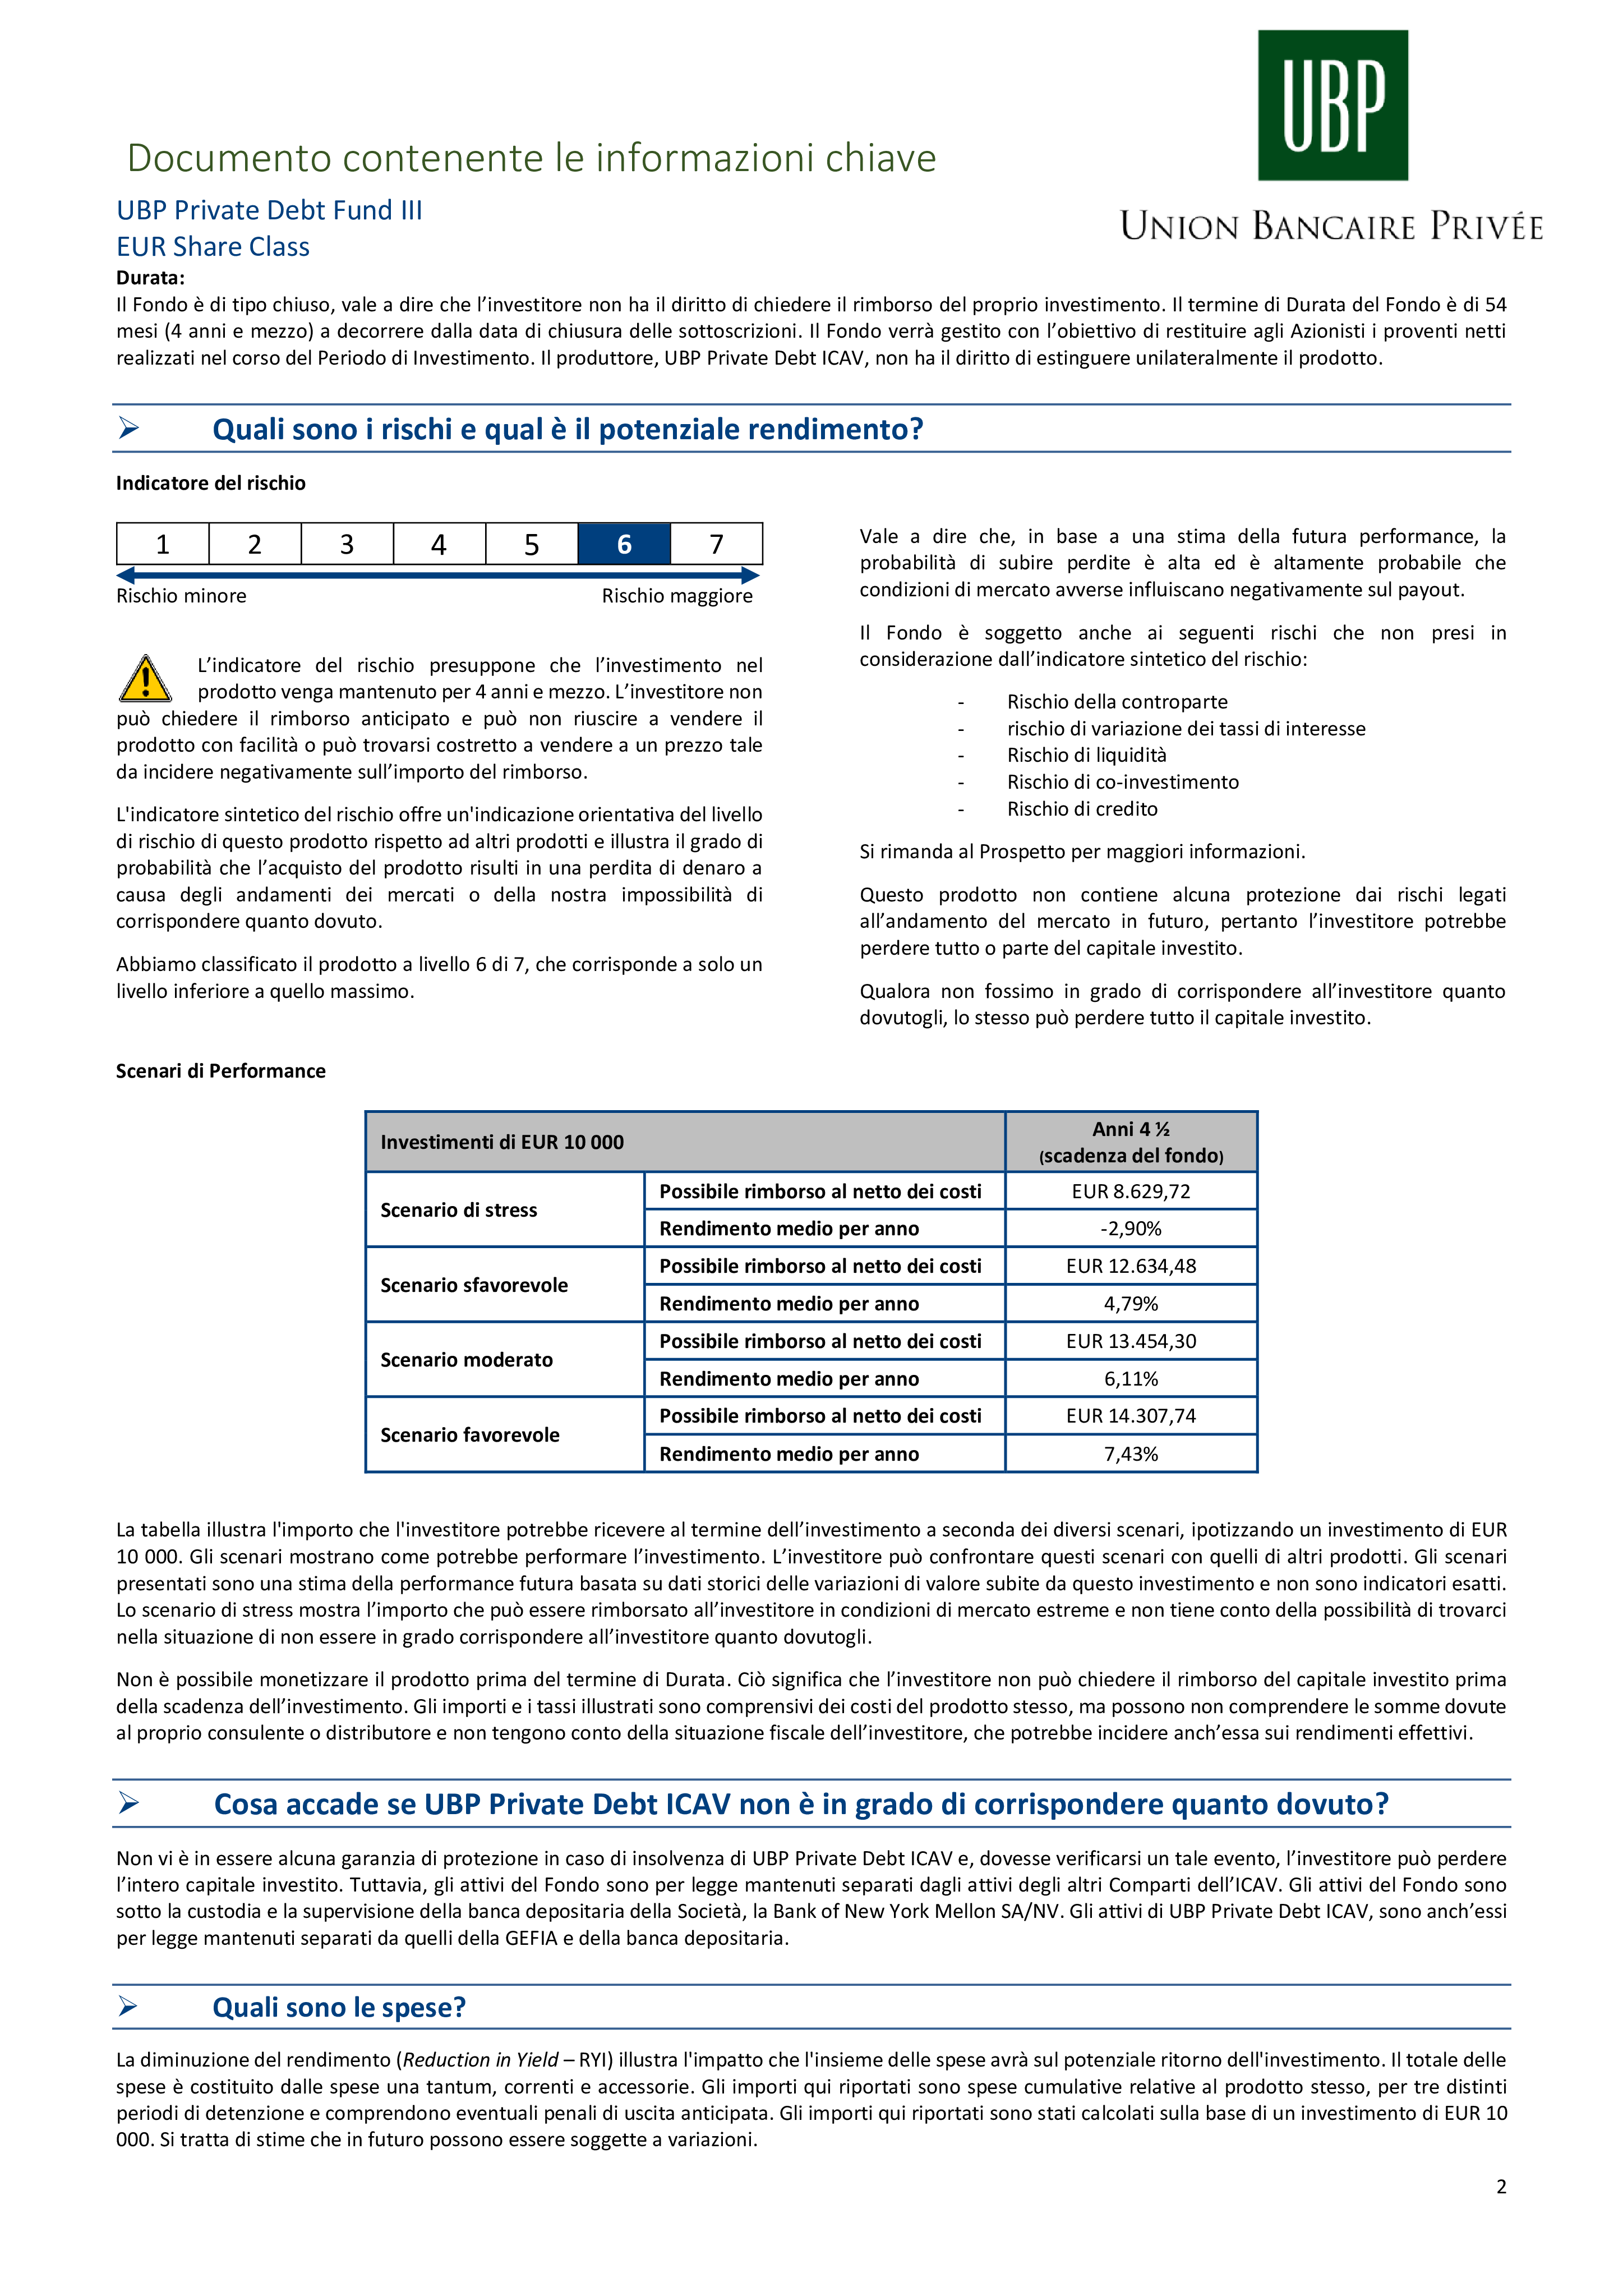 UBP
UNION BANCAIRE PRIVÉE
Documento contenente le informazioni chiave
UBP Private Debt Fund III
EUR Share Class
Durata:
Il Fondo è di tipo chiuso, vale a dire che l’investitore non ha il diritto di chiedere il rimborso del proprio investimento. Il termine di Durata del Fondo è di 54
mesi (4 anni e mezzo) a decorrere dalla data di chiusura delle sottoscrizioni. Il Fondo verrà gestito con l’obiettivo di restituire agli Azionisti i proventi netti
realizzati nel corso del Periodo di Investimento. Il produttore, UBP Private Debt ICAV, non ha il diritto di estinguere unilateralmente il prodotto.
Quali sono i rischi e qual è il potenziale rendimento?
Indicatore del rischio
1 2 3 4 5 6 7
Rischio minore Rischio maggiore
L’indicatore del rischio presuppone che l’investimento nel
prodotto venga mantenuto per 4 anni e mezzo. L’investitore non
può chiedere il rimborso anticipato e può non riuscire a vendere il
prodotto con facilità o può trovarsi costretto a vendere a un prezzo tale
da incidere negativamente sull’importo del rimborso.
L'indicatore sintetico del rischio offre un'indicazione orientativa del livello
di rischio di questo prodotto rispetto ad altri prodotti e illustra il grado di
probabilità che l’acquisto del prodotto risulti in una perdita di denaro a
causa degli andamenti dei mercati o della nostra impossibilità di
corrispondere quanto dovuto.
Abbiamo classificato il prodotto a livello 6 di 7, che corrisponde a solo un
livello inferiore a quello massimo.
Vale a dire che, in base a una stima della futura performance, la
probabilità di subire perdite è alta ed è altamente probabile che
condizioni di mercato avverse influiscano negativamente sul payout.
Il Fondo è soggetto anche ai seguenti rischi che non presi in
considerazione dall’indicatore sintetico del rischio:
- Rischio della controparte
- rischio di variazione dei tassi di interesse
- Rischio di liquidità
- Rischio di co-investimento
- Rischio di credito
Si rimanda al Prospetto per maggiori informazioni.
Questo prodotto non contiene alcuna protezione dai rischi legati
all’andamento del mercato in futuro, pertanto l’investitore potrebbe
perdere tutto o parte del capitale investito.
Qualora non fossimo in grado di corrispondere all’investitore quanto
dovutogli, lo stesso può perdere tutto il capitale investito.
Scenari di Performance
Investimenti di EUR 10 000
Anni 4 ½
(scadenza del fondo)
Scenario di stress
Possibile rimborso al netto dei costi EUR 8.629,72
Rendimento medio per anno -2,90%
Scenario sfavorevole
Possibile rimborso al netto dei costi EUR 12.634,48
Rendimento medio per anno 4,79%
Scenario moderato
Possibile rimborso al netto dei costi EUR 13.454,30
Rendimento medio per anno 6,11%
Scenario favorevole
Possibile rimborso al netto dei costi EUR 14.307,74
Rendimento medio per anno 7,43%
La tabella illustra l'importo che l'investitore potrebbe ricevere al termine dell’investimento a seconda dei diversi scenari, ipotizzando un investimento di EUR
10 000. Gli scenari mostrano come potrebbe performare l’investimento. L’investitore può confrontare questi scenari con quelli di altri prodotti. Gli scenari
presentati sono una stima della performance futura basata su dati storici delle variazioni di valore subite da questo investimento e non sono indicatori esatti.
Lo scenario di stress mostra l’importo che può essere rimborsato all’investitore in condizioni di mercato estreme e non tiene conto della possibilità di trovarci
nella situazione di non essere in grado corrispondere all’investitore quanto dovutogli.
Non è possibile monetizzare il prodotto prima del termine di Durata. Ciò significa che l’investitore non può chiedere il rimborso del capitale investito prima
della scadenza dell’investimento. Gli importi e i tassi illustrati sono comprensivi dei costi del prodotto stesso, ma possono non comprendere le somme dovute
al proprio consulente o distributore e non tengono conto della situazione fiscale dell’investitore, che potrebbe incidere anch’essa sui rendimenti effettivi.
Cosa accade se UBP Private Debt ICAV non è in grado di corrispondere quanto dovuto?
Non vi è in essere alcuna garanzia di protezione in caso di insolvenza di UBP Private Debt ICAV e, dovesse verificarsi un tale evento, l’investitore può perdere
l’intero capitale investito. Tuttavia, gli attivi del Fondo sono per legge mantenuti separati dagli attivi degli altri Comparti dell’ICAV. Gli attivi del Fondo sono
sotto la custodia e la supervisione della banca depositaria della Società, la Bank of New York Mellon SA/NV. Gli attivi di UBP Private Debt ICAV, sono anch’essi
per legge mantenuti separati da quelli della GEFIA e della banca depositaria.
Quali sono le spese?
La diminuzione del rendimento (Reduction in Yield – RYI) illustra l'impatto che l'insieme delle spese avrà sul potenziale ritorno dell'investimento. Il totale delle
spese è costituito dalle spese una tantum, correnti e accessorie. Gli importi qui riportati sono spese cumulative relative al prodotto stesso, per tre distinti
periodi di detenzione e comprendono eventuali penali di uscita anticipata. Gli importi qui riportati sono stati calcolati sulla base di un investimento di EUR 10
000. Si tratta di stime che in futuro possono essere soggette a variazioni.
2